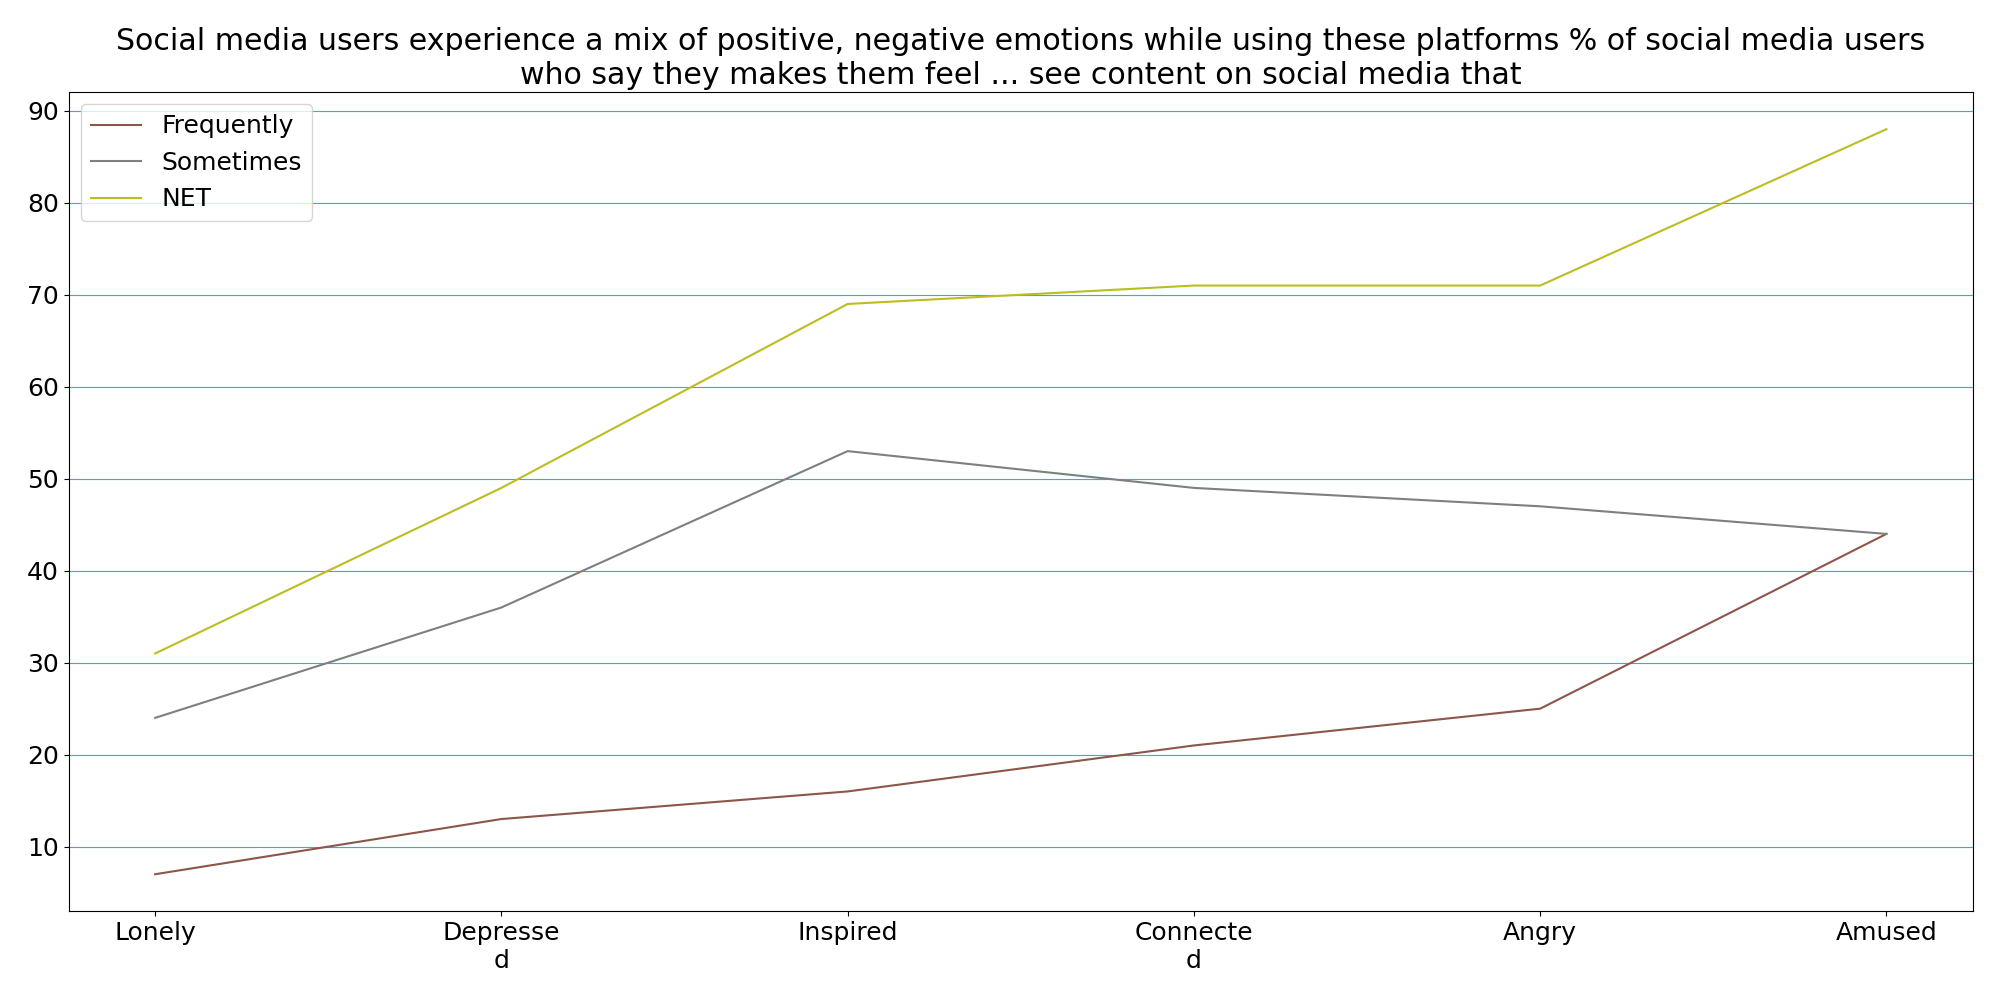 Social media users experience a mix of positive, negative emotions while using these platforms % of social media users
who say they makes them feel ... see content on social media that
Frequently
Sometimes
NET
90
80
70
60
50
40
30
20
10
Lonely
Depresse
d
Inspired
Connecte
d
Angry
Amused